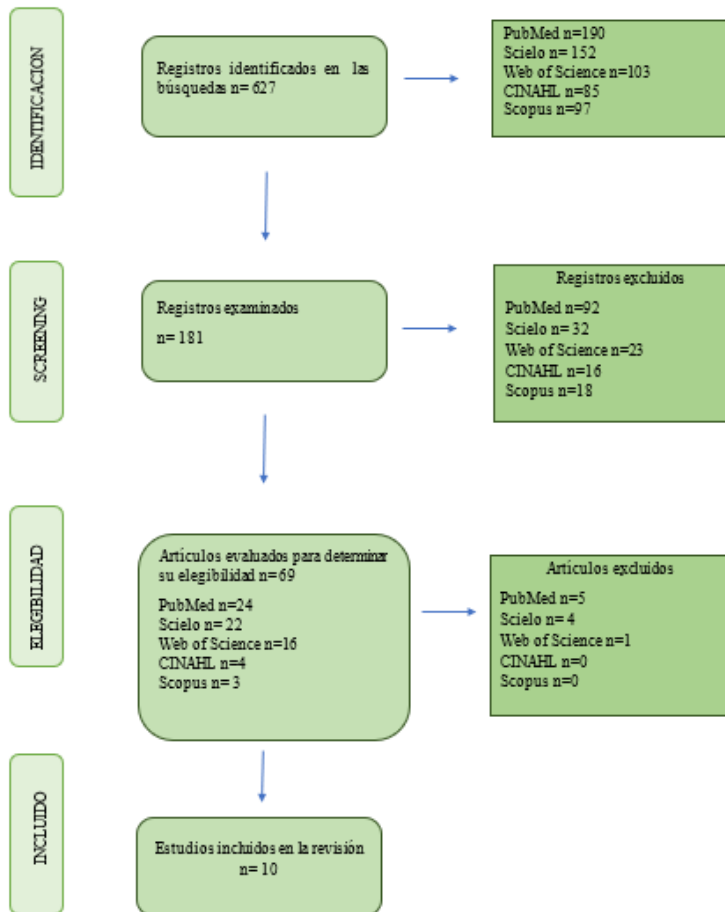 IDENTIFICACION
Registros identificados en las
búsquedas n= 627
PubMed n=190
Scielo n= 152
Web of Science n=103
CINAHL n=85
Scopus n=97
SCREENING
Registros examinados
n= 181
Registros excluidos
PubMed n=92
Scielo n= 32
Web of Science n=23
CINAHL n=16
Scopus n=18
ELEGIBILIDAD
Artículos evaluados para determinar
su elegibilidad n=69
PubMed n=24
Scielo n= 22
Web of Science n=16
CINAHL n=4
Scopus n= 3
Artículos excluidos
PubMed n=5
Scielo n= 4
Web of Science n=1
CINAHL n=0
Scopus n=0
INCLUIDO
Estudios incluidos en la revisión
n= 10